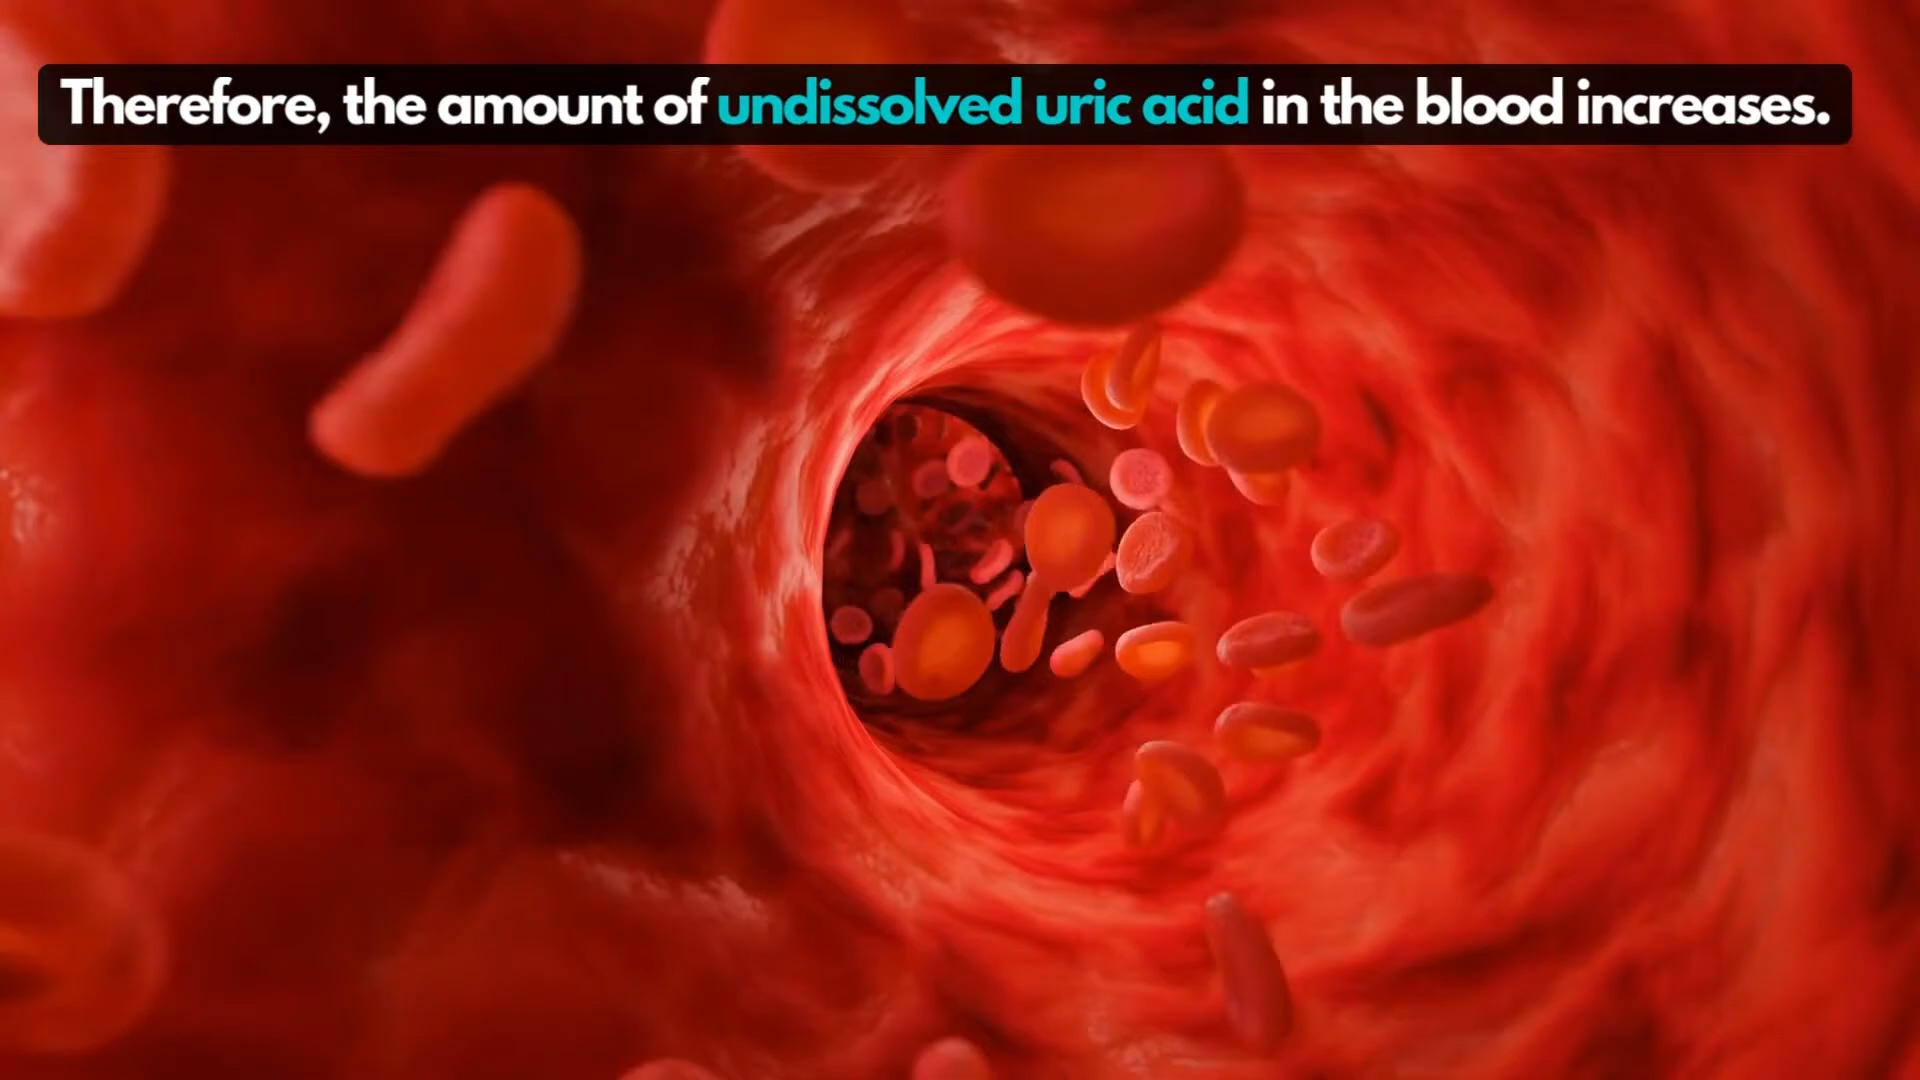 Therefore, the amount of undissolved uric acid in the blood increases.